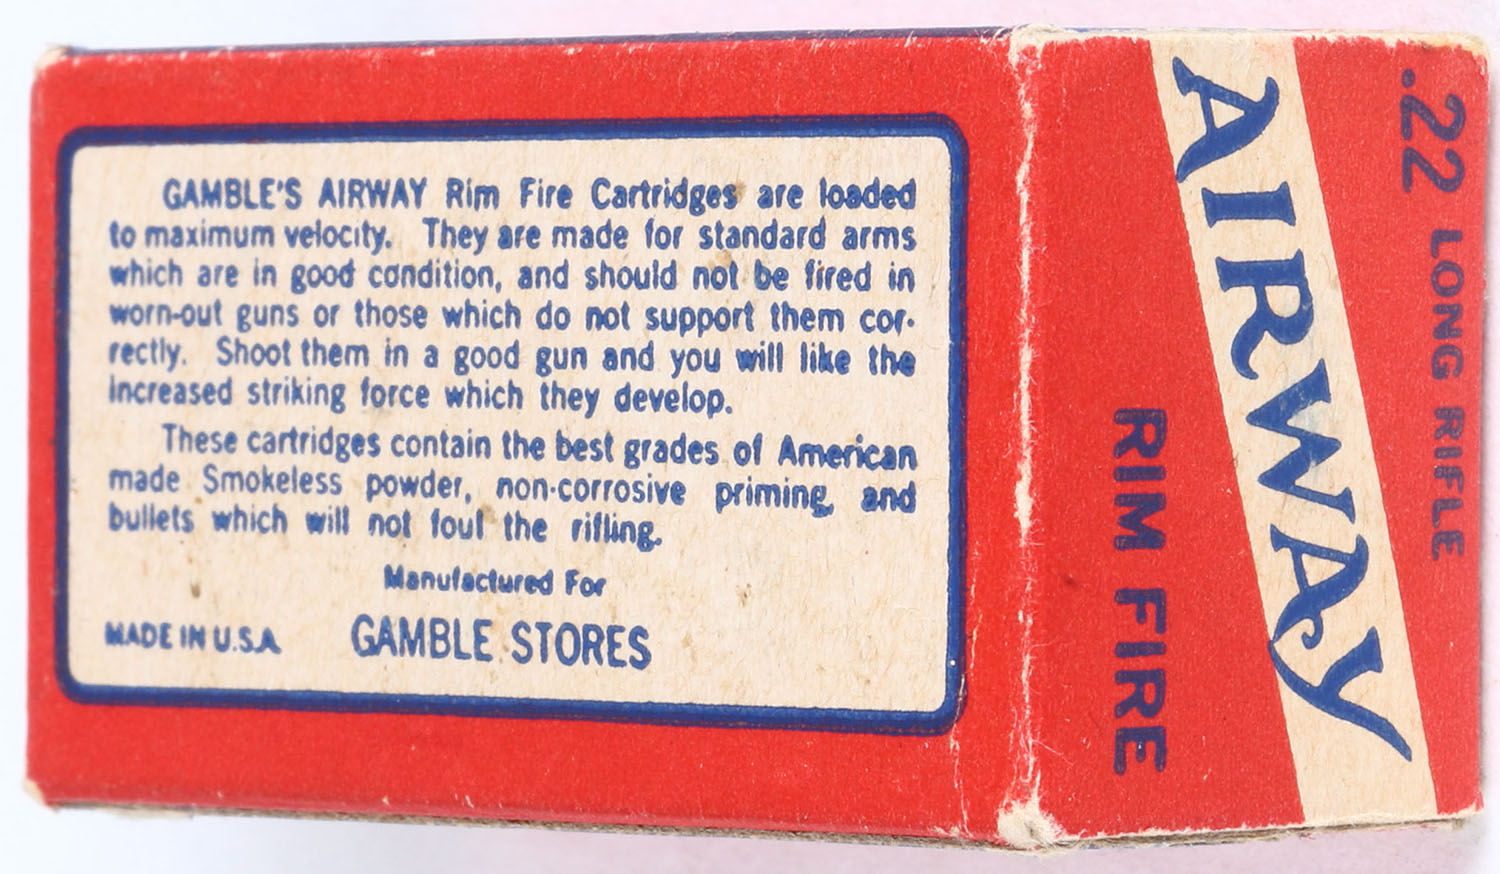 GAMBLE'S AIRWAY Rim Fire Cartridges are loaded
to maximum velocity. They are made for standard arms
which are in good condition, and should not be fired in
worn-out guns or those which do not support them cor-
rectly. Shoot them in a good gun and you will like the
increased striking force which they develop.
These cartridges contain the best grades of American
made Smokeless powder, non-corrosive priming, and
bullets which will not foul the rifling.
Manufactured For
MADE IN U.S.A. GAMBLE STORES
.22 LONG RIFLE
AIRWAY
RIM FIRE